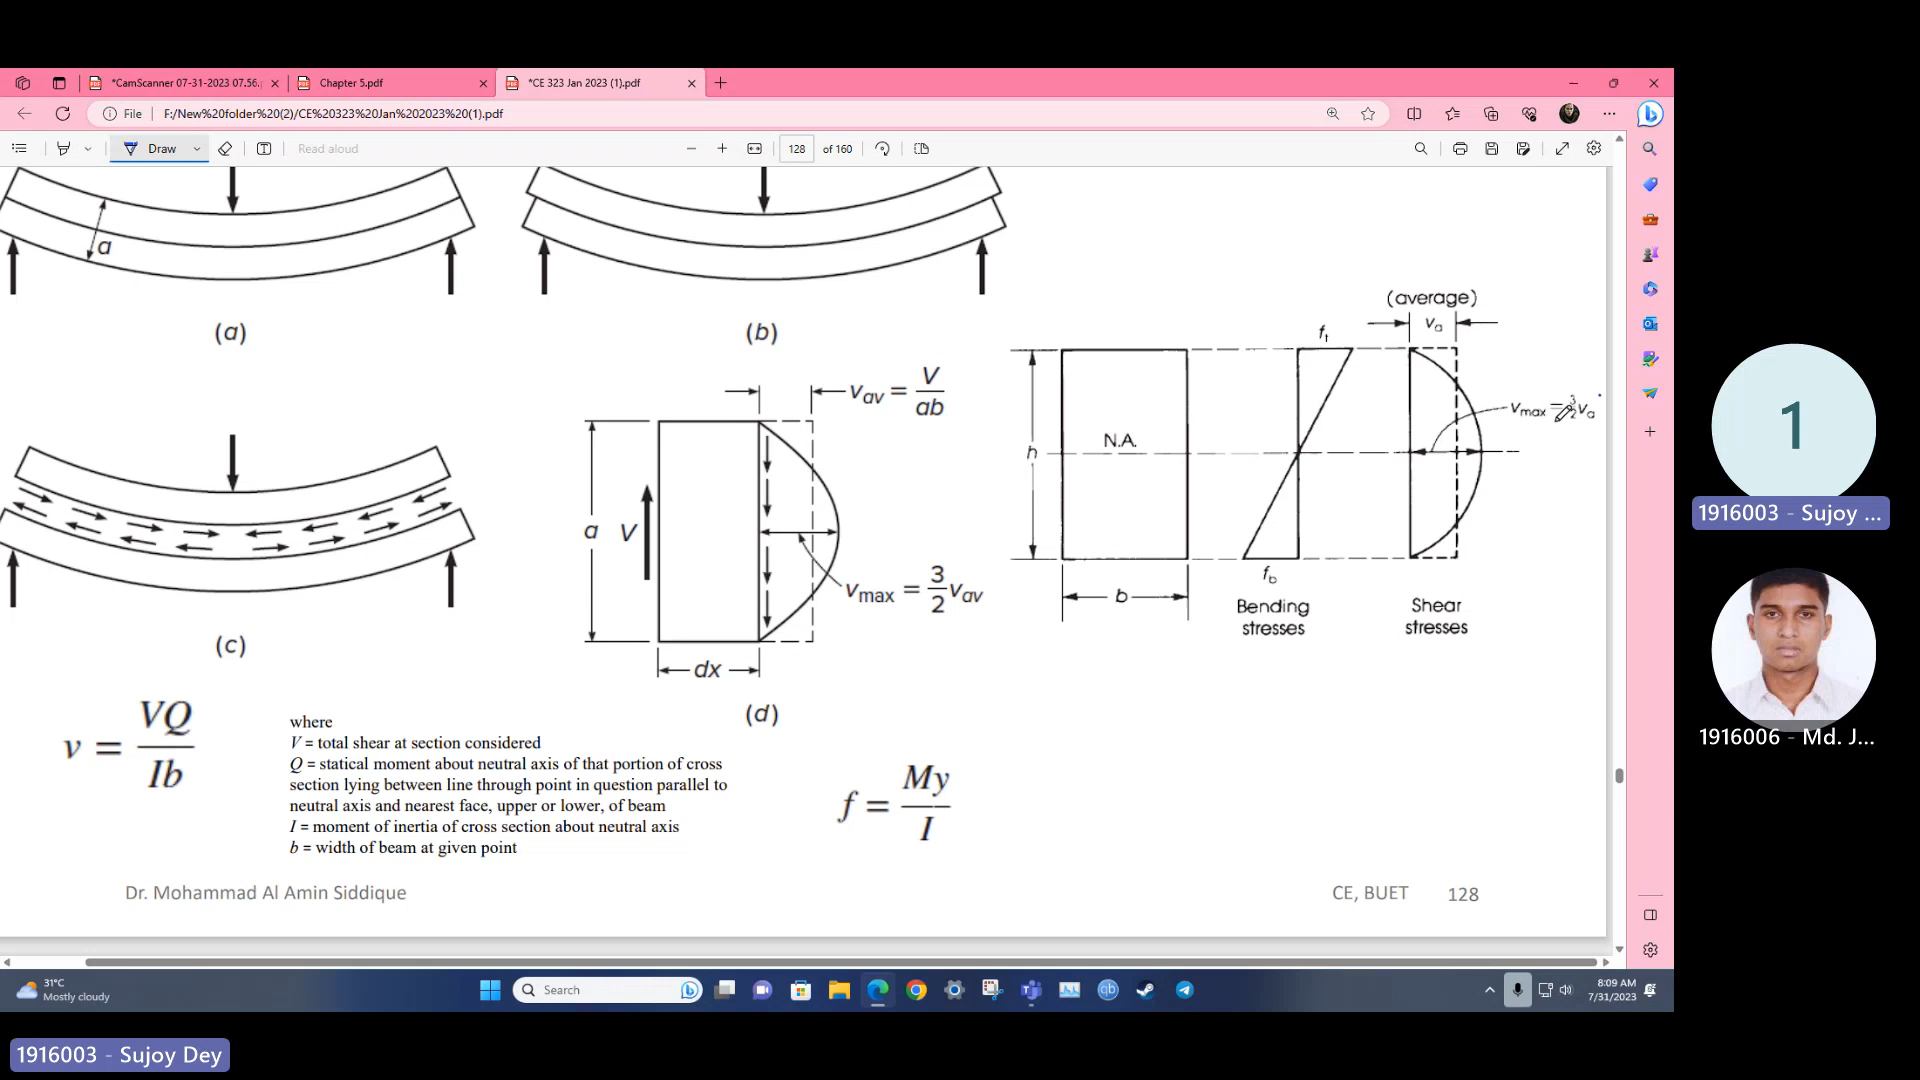 *CamScanner 07-31-2023 07.56.
Chapter 5.pdf
*CE 323 Jan 2023 (1).pdf
File
F:/New%20folder%20(2)/CE%20323%20Jan%202023%20(1).pdf
Draw
Read aloud
128
of 160
a
(a)
(b)
(c)
v_av = V/ab
a
V
v_max = 3/2 v_av
dx
(d)
(average)
v_a
f_t
v_max = 3/2 v_a
N.A.
h
f_b
b
Bending
stresses
Shear
stresses
v = VQ/Ib
where
V = total shear at section considered
Q = statical moment about neutral axis of that portion of cross
section lying between line through point in question parallel to
neutral axis and nearest face, upper or lower, of beam
I = moment of inertia of cross section about neutral axis
b = width of beam at given point
f = My/I
Dr. Mohammad Al Amin Siddique
CE, BUET
128
31°C
Mostly cloudy
Search
8:09 AM
7/31/2023
1
1916003 - Sujoy ...
1916006 - Md. J...
1916003 - Sujoy Dey